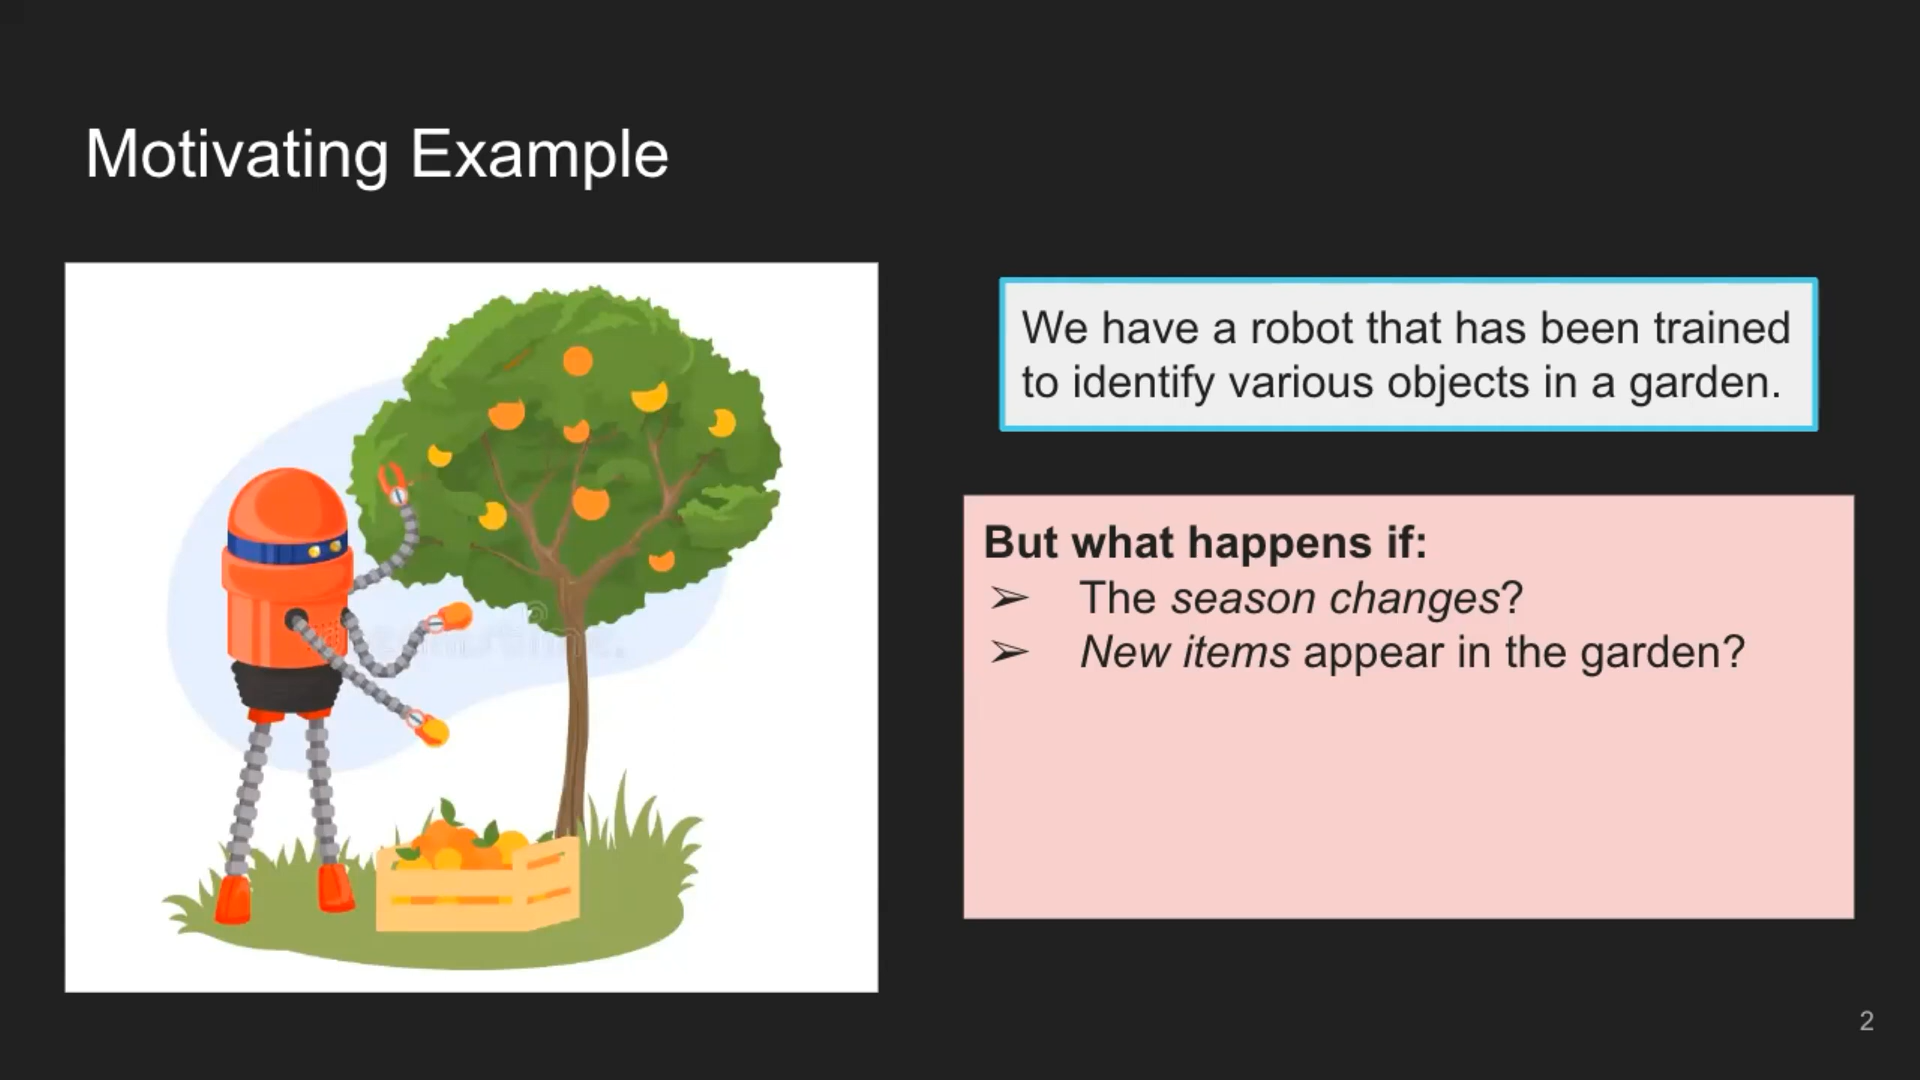 Motivating Example
We have a robot that has been trained
to identify various objects in a garden.
But what happens if:
➢ The season changes?
➢ New items appear in the garden?
2